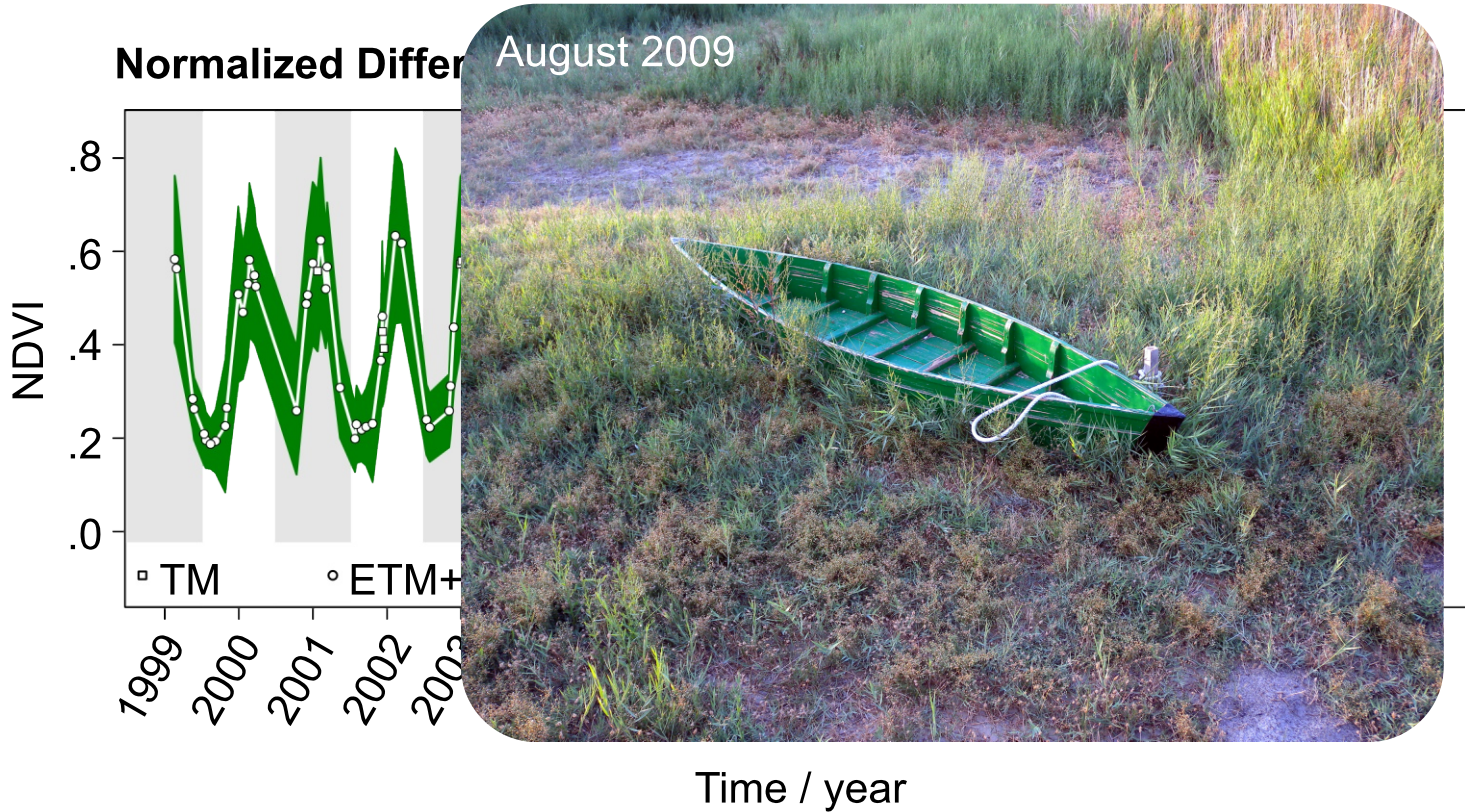 August 2009
Normalized Differ
.8
.6
.4
.2
.0
NDVI
TM
ETM+
1999
2000
2001
2002
Time / year